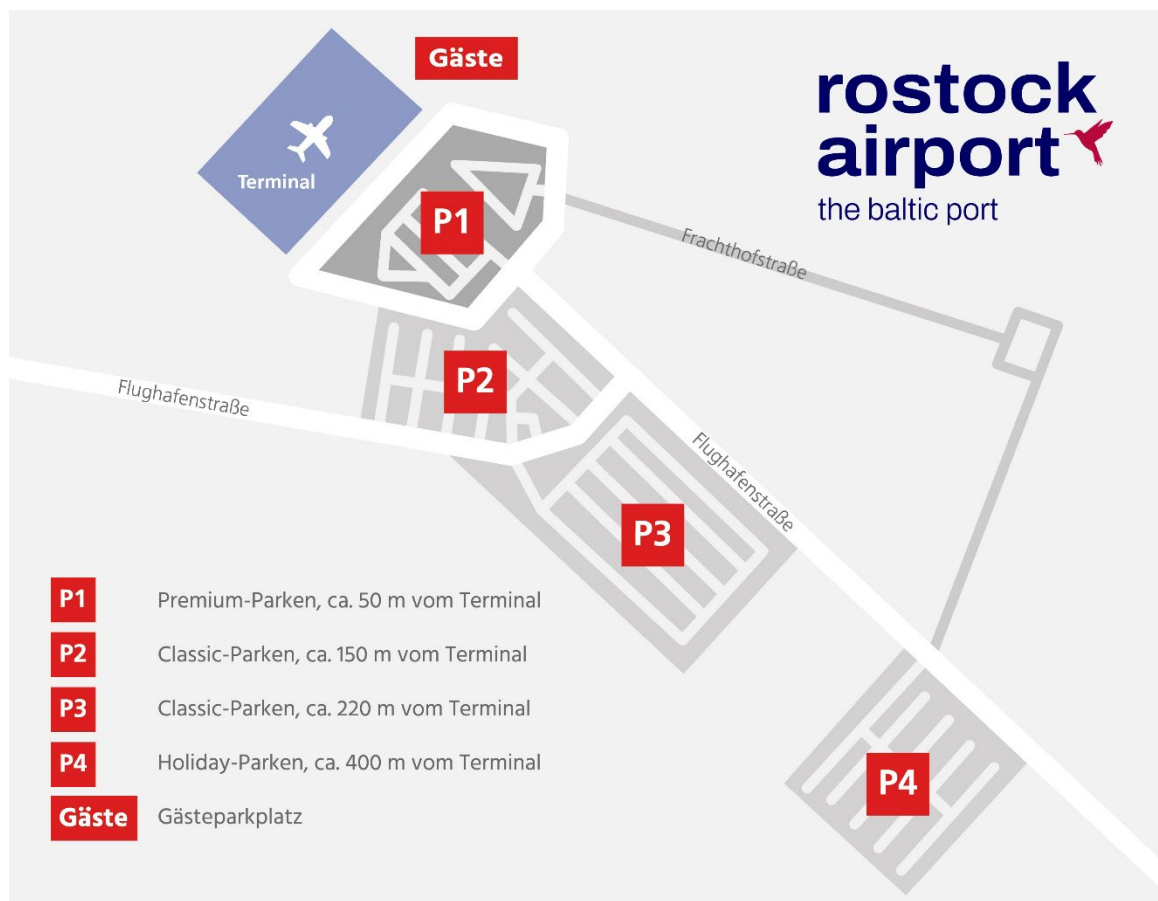 Gäste
rostock
airport
the baltic port
Terminal
P1
Frachthofstraße
P2
Flughafenstraße
Flughafenstraße
P3
P4
P1 Premium-Parken, ca. 50 m vom Terminal
P2 Classic-Parken, ca. 150 m vom Terminal
P3 Classic-Parken, ca. 220 m vom Terminal
P4 Holiday-Parken, ca. 400 m vom Terminal
Gäste Gästeparkplatz